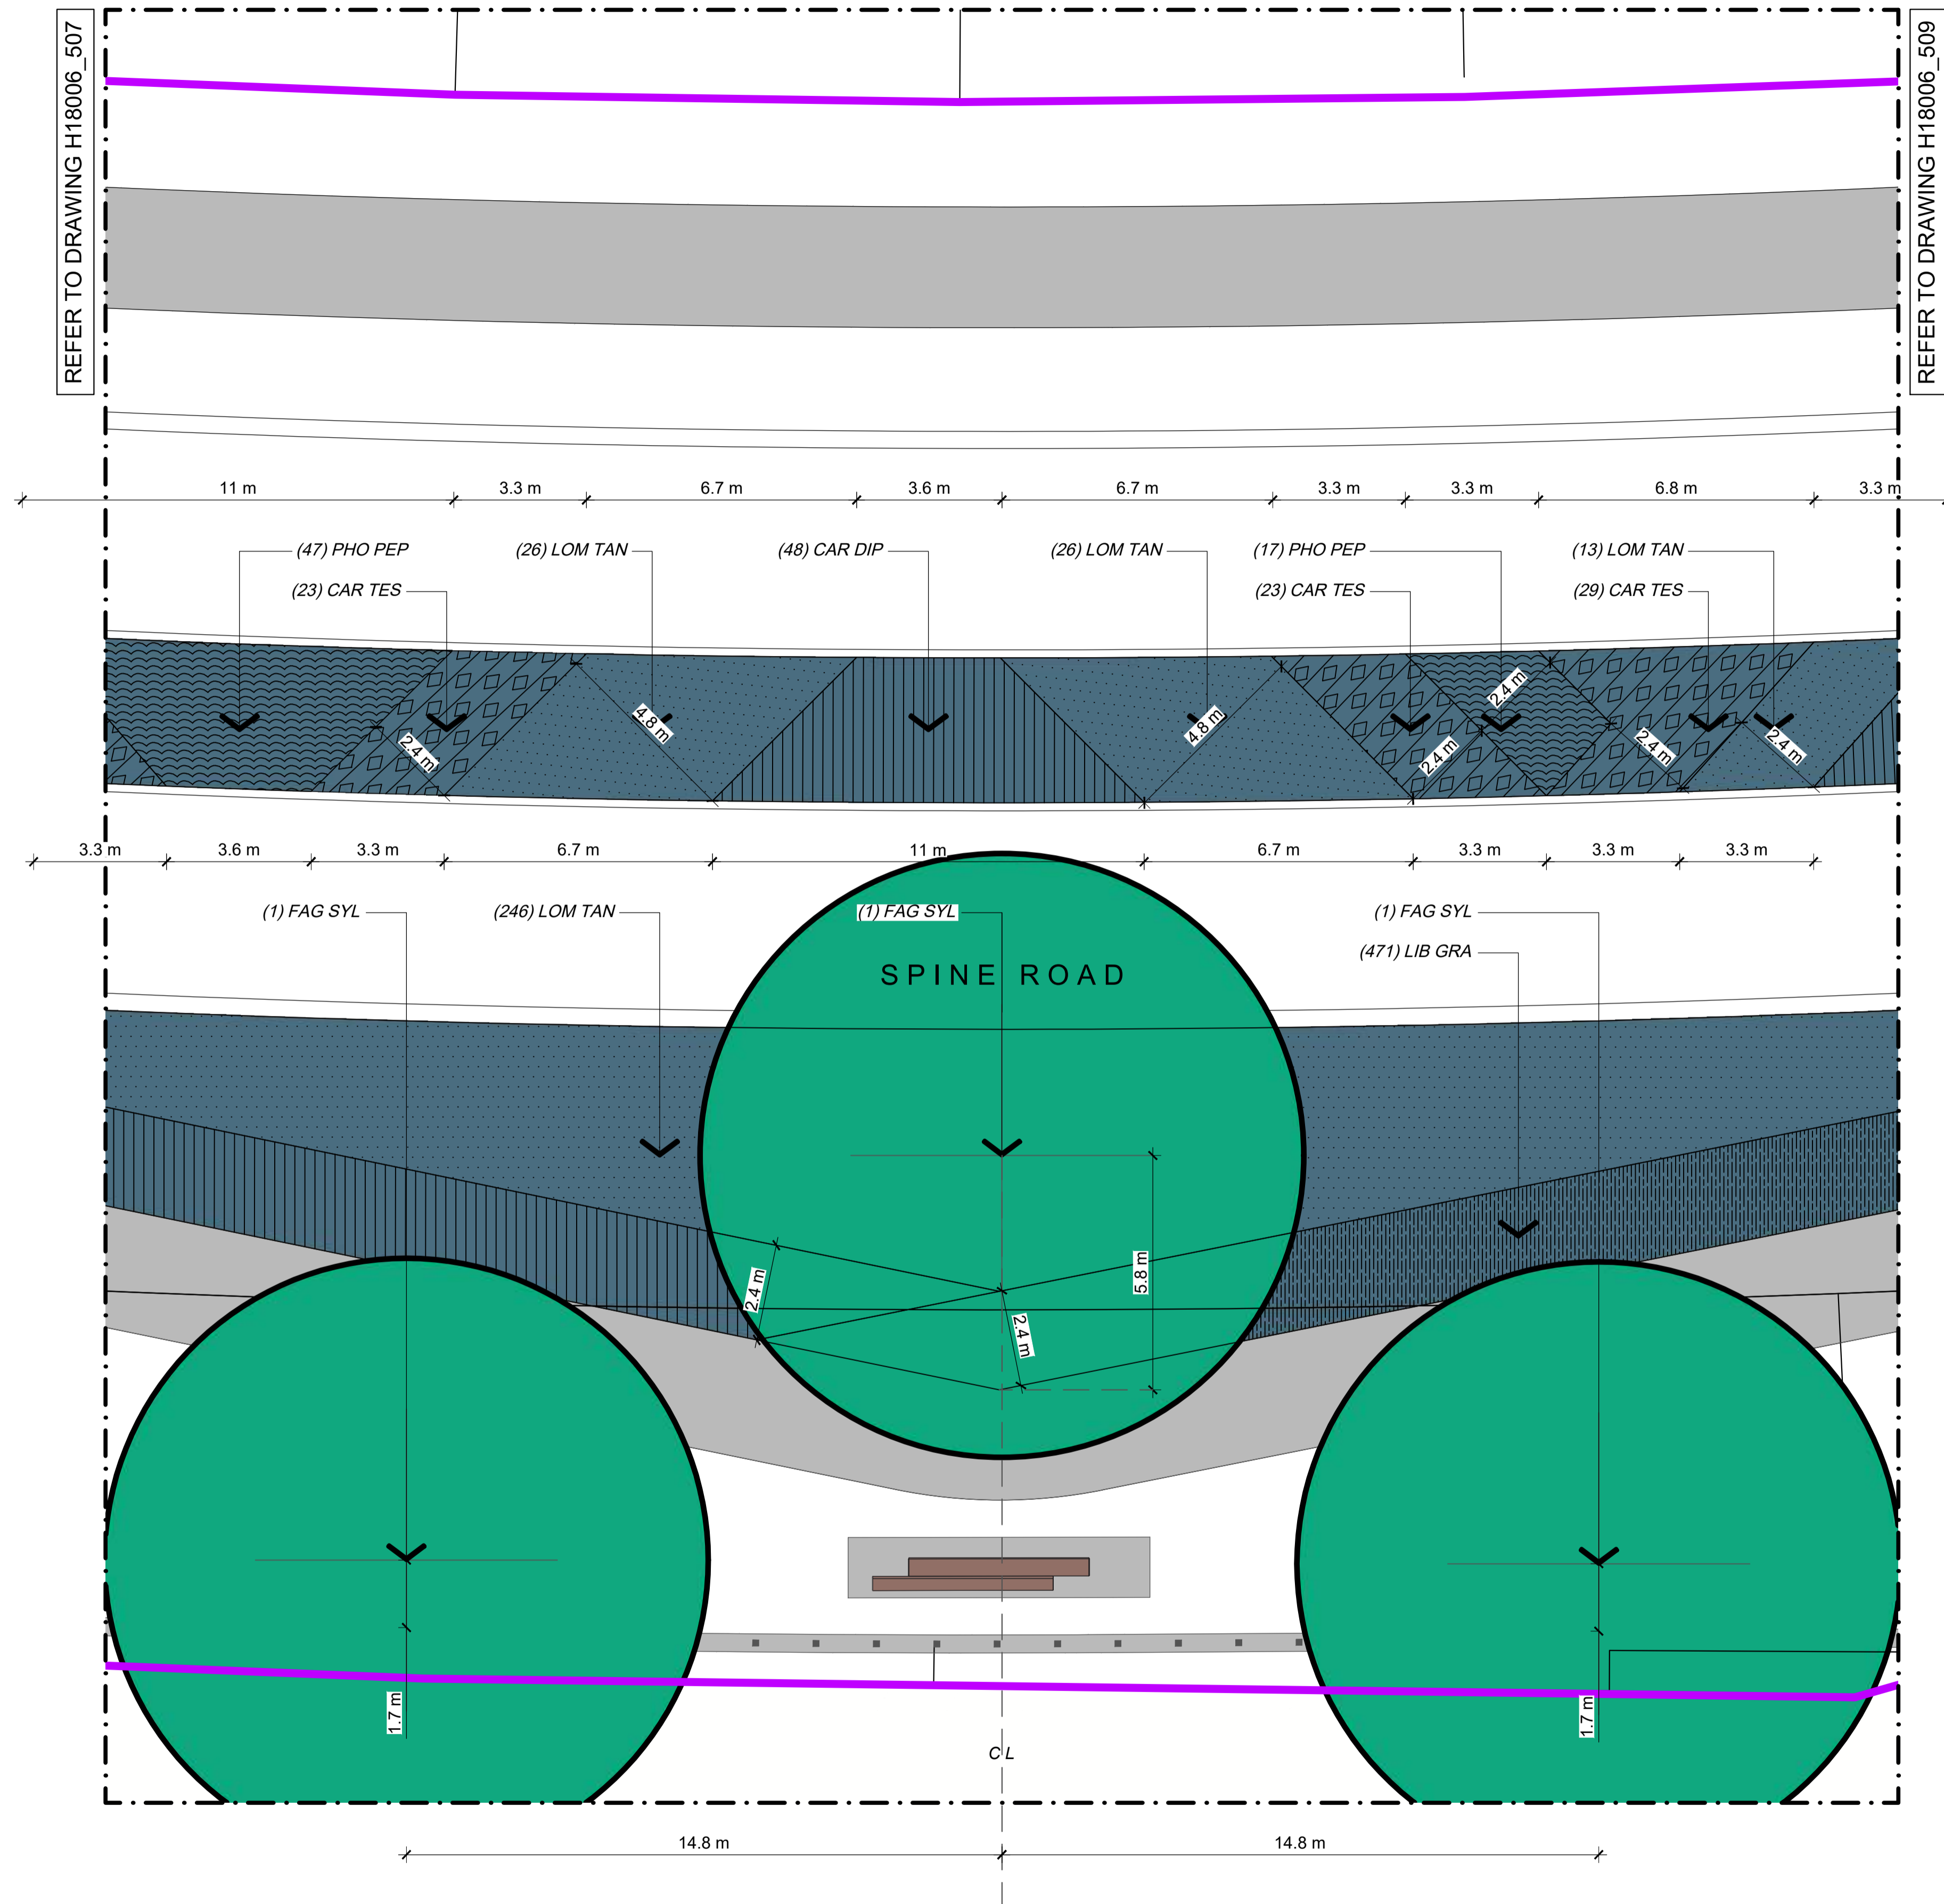 REFER TO DRAWING H18006_507
REFER TO DRAWING H18006_509
11 m
3.3 m
6.7 m
3.6 m
6.7 m
3.3 m
3.3 m
6.8 m
3.3 m
(47) PHO PEP
(26) LOM TAN
(48) CAR DIP
(26) LOM TAN
(17) PHO PEP
(13) LOM TAN
(23) CAR TES
(23) CAR TES
(29) CAR TES
2.4 m
4.8 m
4.8 m
2.4 m
2.4 m
2.4 m
2.4 m
3.3 m
3.6 m
3.3 m
6.7 m
11 m
6.7 m
3.3 m
3.3 m
3.3 m
(1) FAG SYL
(246) LOM TAN
(1) FAG SYL
(1) FAG SYL
(471) LIB GRA
SPINE ROAD
2.4 m
2.4 m
5.8 m
1.7 m
1.7 m
CL
14.8 m
14.8 m